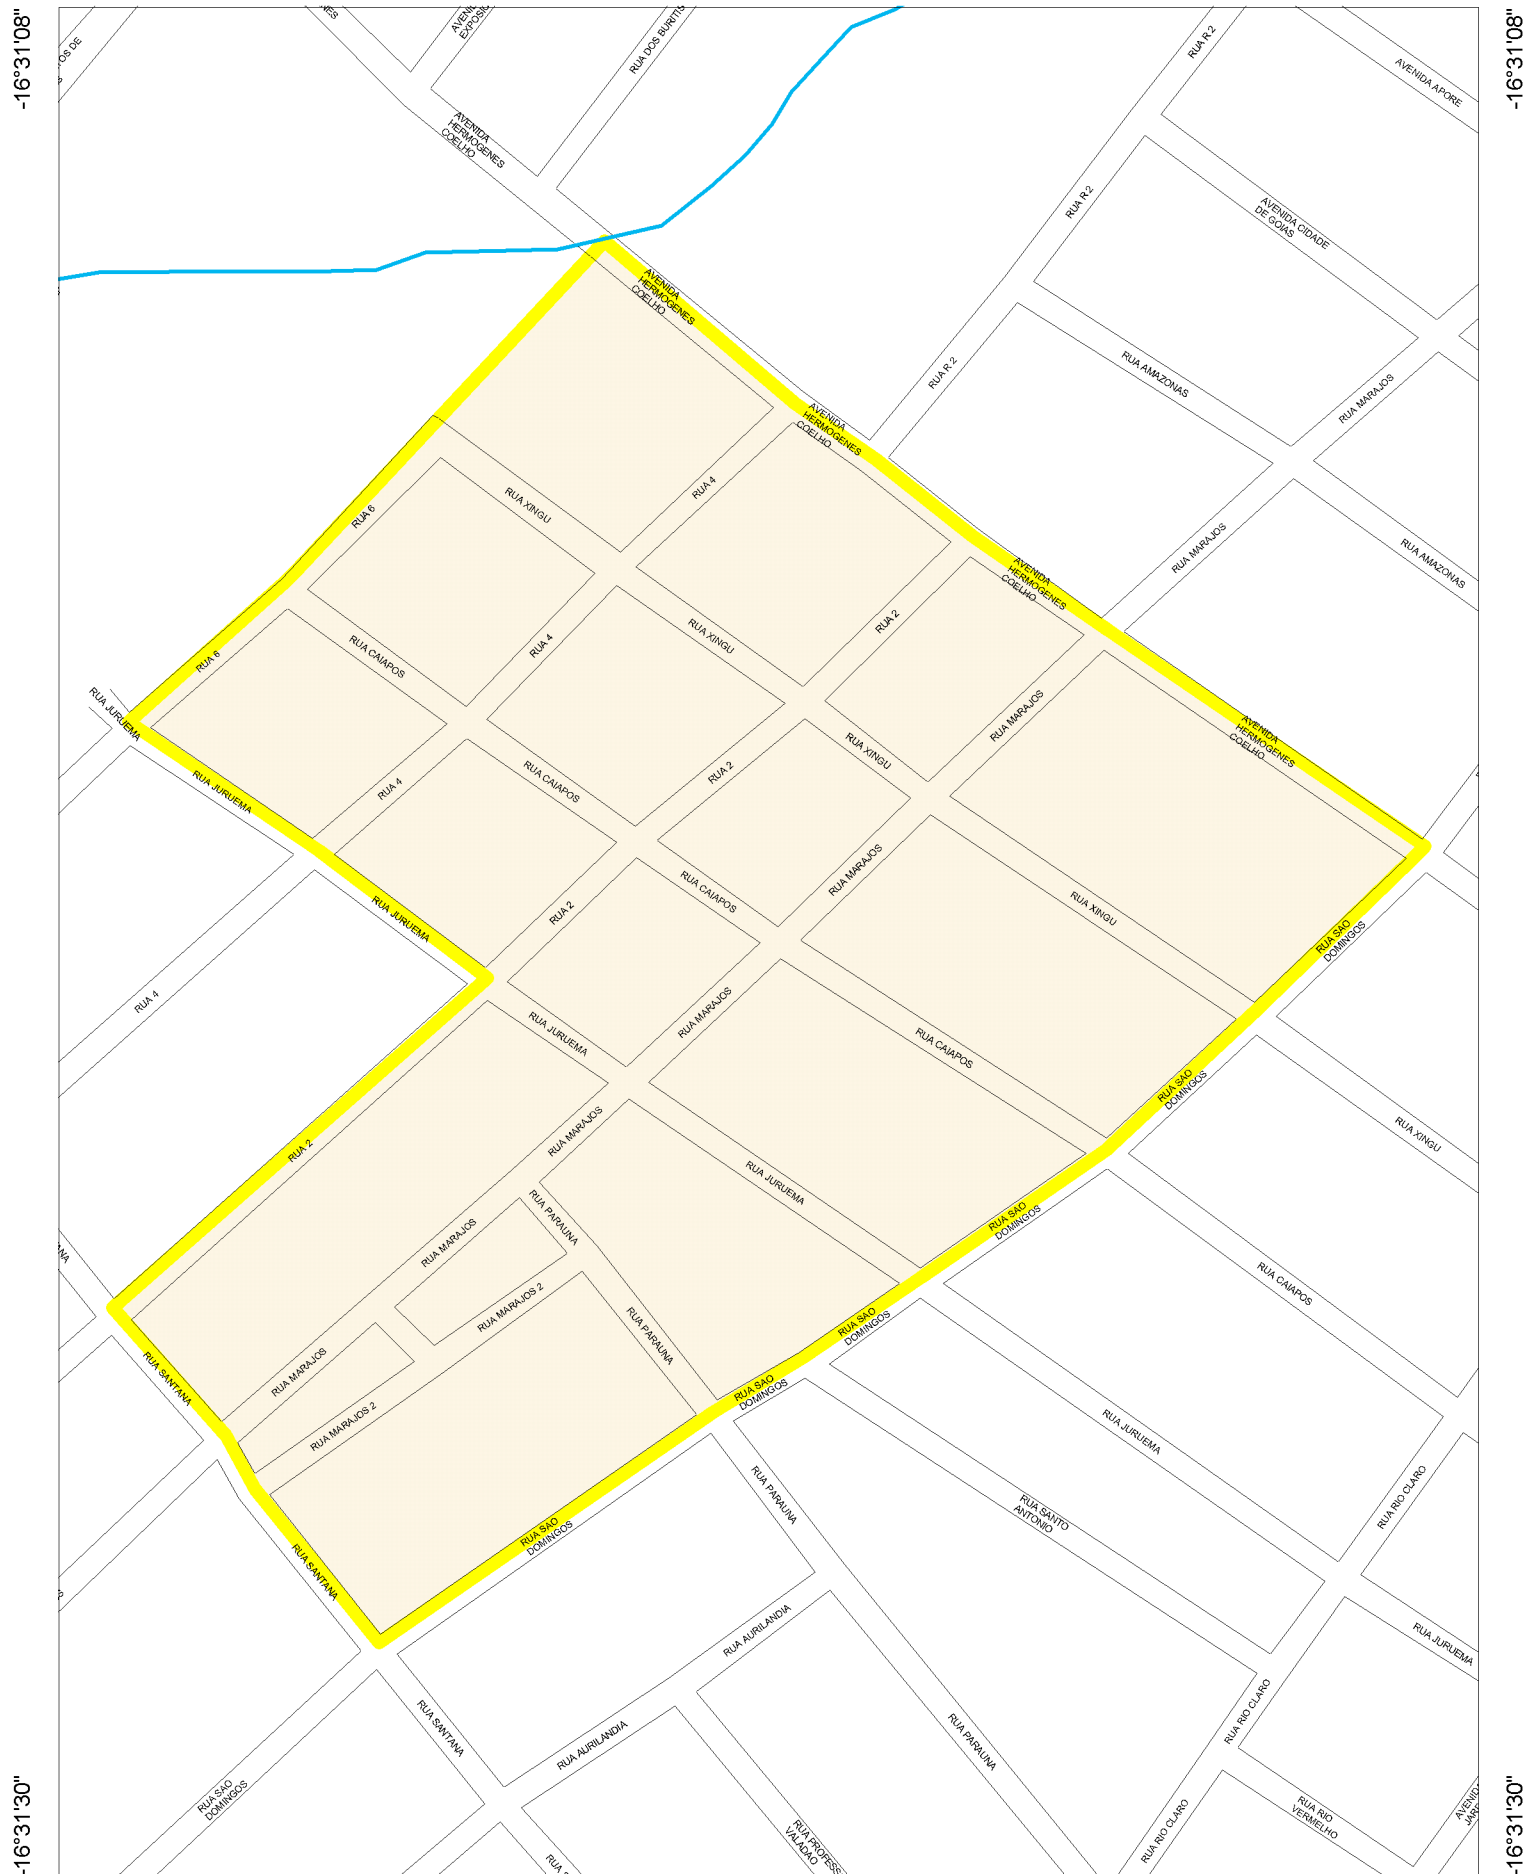 -16°31'08"
-16°31'08"
RUA DOS BURITIS
RUA R 2
AVENIDA APORE
AVENIDA
HERMOGENES
COELHO
RUA R 2
AVENIDA CIDADE
DE GOIAS
AVENIDA
HERMOGENES
COELHO
RUA R 2
RUA AMAZONAS
RUA MARAJOS
AVENIDA
HERMOGENES
COELHO
RUA 4
RUA XINGU
RUA 6
RUA MARAJOS
RUA AMAZONAS
AVENIDA
HERMOGENES
COELHO
RUA 2
RUA XINGU
RUA 4
RUA CAIAPOS
RUA 6
RUA JURUEMA
RUA MARAJOS
AVENIDA
HERMOGENES
COELHO
RUA XINGU
RUA 2
RUA CAIAPOS
RUA 4
RUA JURUEMA
RUA MARAJOS
RUA CAIAPOS
RUA XINGU
RUA 2
RUA JURUEMA
RUA SAO
DOMINGOS
RUA 4
RUA MARAJOS
RUA JURUEMA
RUA CAIAPOS
RUA SAO
DOMINGOS
RUA XINGU
RUA MARAJOS
RUA 2
RUA JURUEMA
RUA PARAUNA
RUA SAO
DOMINGOS
RUA MARAJOS
RUA CAIAPOS
RUA MARAJOS 2
RUA PARAUNA
RUA SAO
DOMINGOS
RUA MARAJOS
RUA SANTANA
RUA SAO
DOMINGOS
RUA MARAJOS 2
RUA JURUEMA
RUA PARAUNA
RUA RIO CLARO
RUA SANTO
ANTONIO
RUA SAO
DOMINGOS
RUA SANTANA
RUA AURILANDIA
RUA JURUEMA
RUA RIO CLARO
RUA SANTANA
RUA AURILANDIA
RUA PARAUNA
RUA SAO
DOMINGOS
RUA RIO
VERMELHO
RUA RIO CLARO
RUA PROFESS
VALADAO
-16°31'30"
-16°31'30"